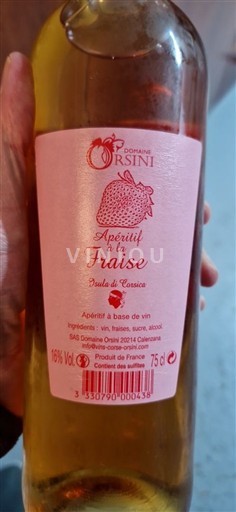 DOMAINE
ORSINI
Apéritif
à la
Fraise
VINIOU
Isula di Corsica
Apéritif à base de vin
Ingrédients : vin, fraises, sucre, alcool
SAS Domaine Orsini 20214 Calenzana
info@vins-corse-orsini.com
16% Vol.
Produit de France
Contient des sulfites
75 cl e
3 330790 000438